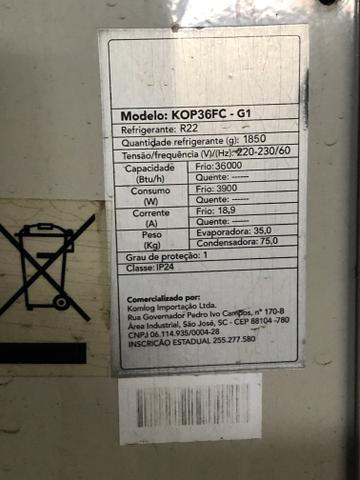 Modelo: KOP36FC - G1
Refrigerante: R22
Quantidade refrigerante (g): 1850
Tensão/frequência (V)/(Hz): 220-230/60
Capacidade (Btu/h) Frio: 36000
Quente: ------
Consumo (W) Frio: 3900
Quente: ------
Corrente (A) Frio: 18,9
Quente: ------
Peso (Kg) Evaporadora: 35,0
Condensadora: 75,0
Grau de proteção: 1
Classe: IP24
Comercializado por:
Komlog Importação Ltda.
Rua Governador Pedro Ivo Campos, n° 170-B
Área Industrial, São José, SC - CEP 88104 -780
CNPJ 06.114.935/0004-28
INSCRIÇÃO ESTADUAL 255.277.580